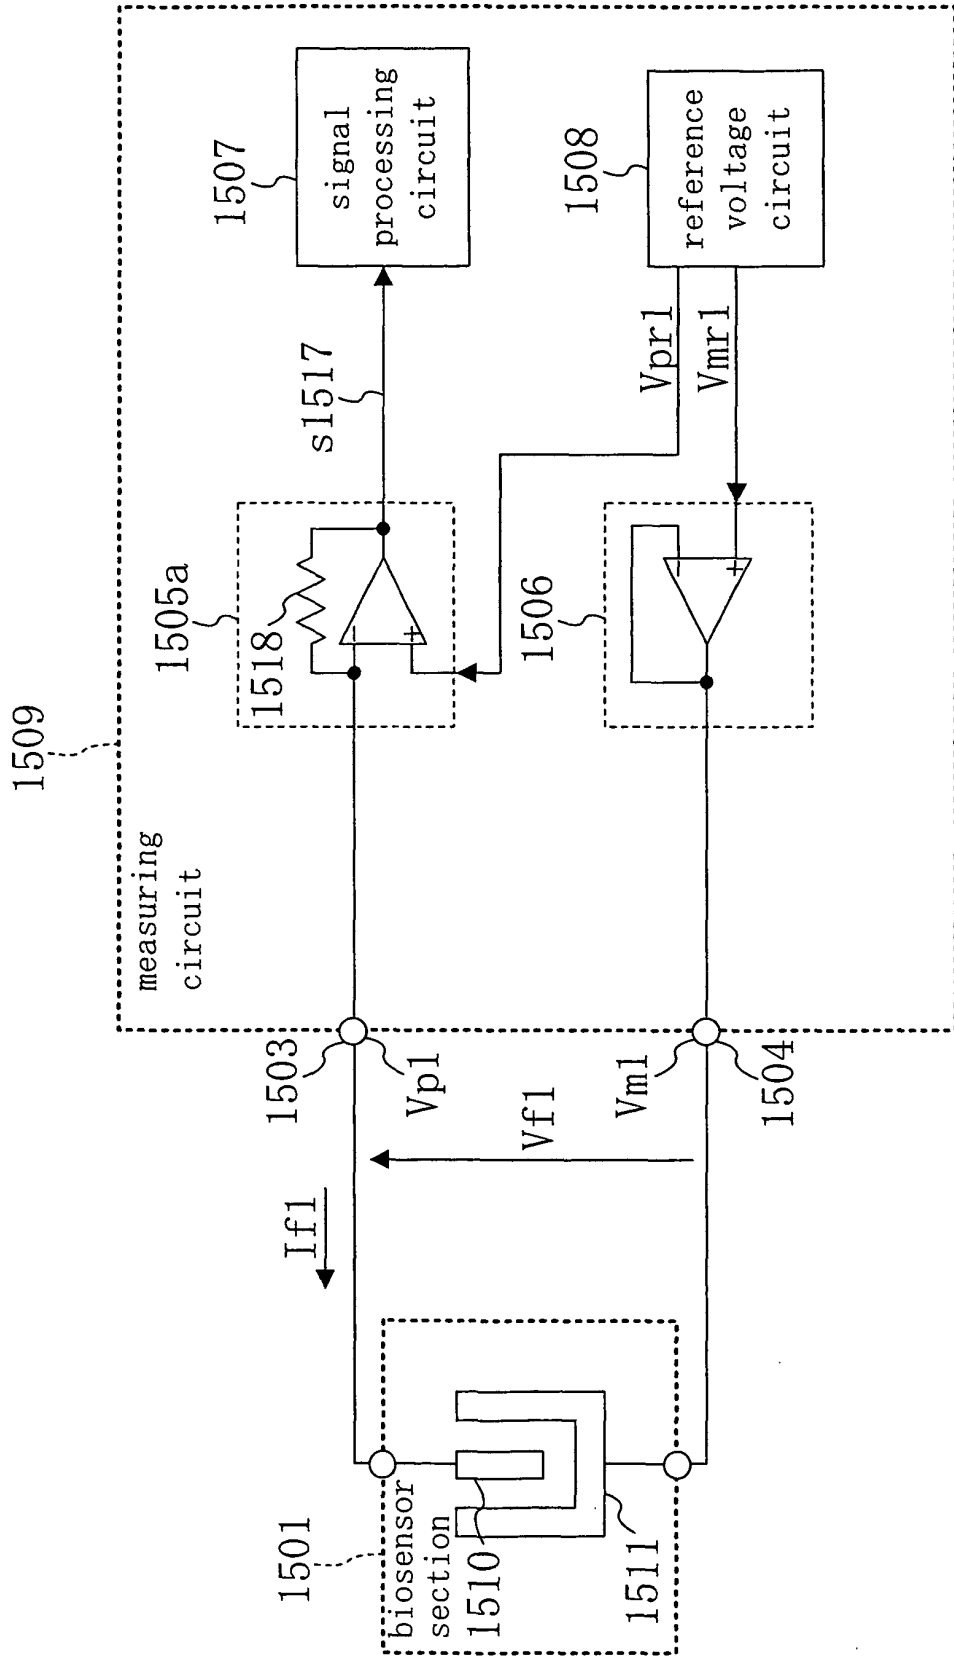 1509
measuring
circuit
1505a
1518
s1517
1507
signal
processing
circuit
1503
Vp1
If1
Vf1
Vm1
1504
1506
Vpr1
Vmr1
1508
reference
voltage
circuit
1501
biosensor
section
1510
1511
−
+
−
+